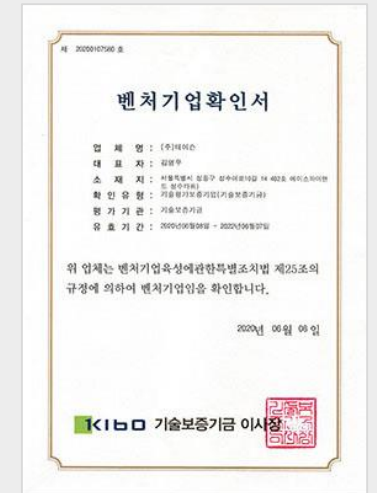 제 20200107580 호
벤처기업확인서
업 체 명 : (주)테이슨
대 표 자 : 김영우
소 재 지 : 서울특별시 성동구 성수이로10길 14 402호 에이스하이엔
드 성수타워)
확 인 유 형 : 기술평가보증기업(기술보증기금)
평 가 기 관 : 기술보증기금
유 효 기 간 : 2020년06월08일 ~ 2022년06월07일
위 업체는 벤처기업육성에관한특별조치법 제25조의
규정에 의하여 벤처기업임을 확인합니다.
2020년 06월 08 일
KIBO 기술보증기금 이사장